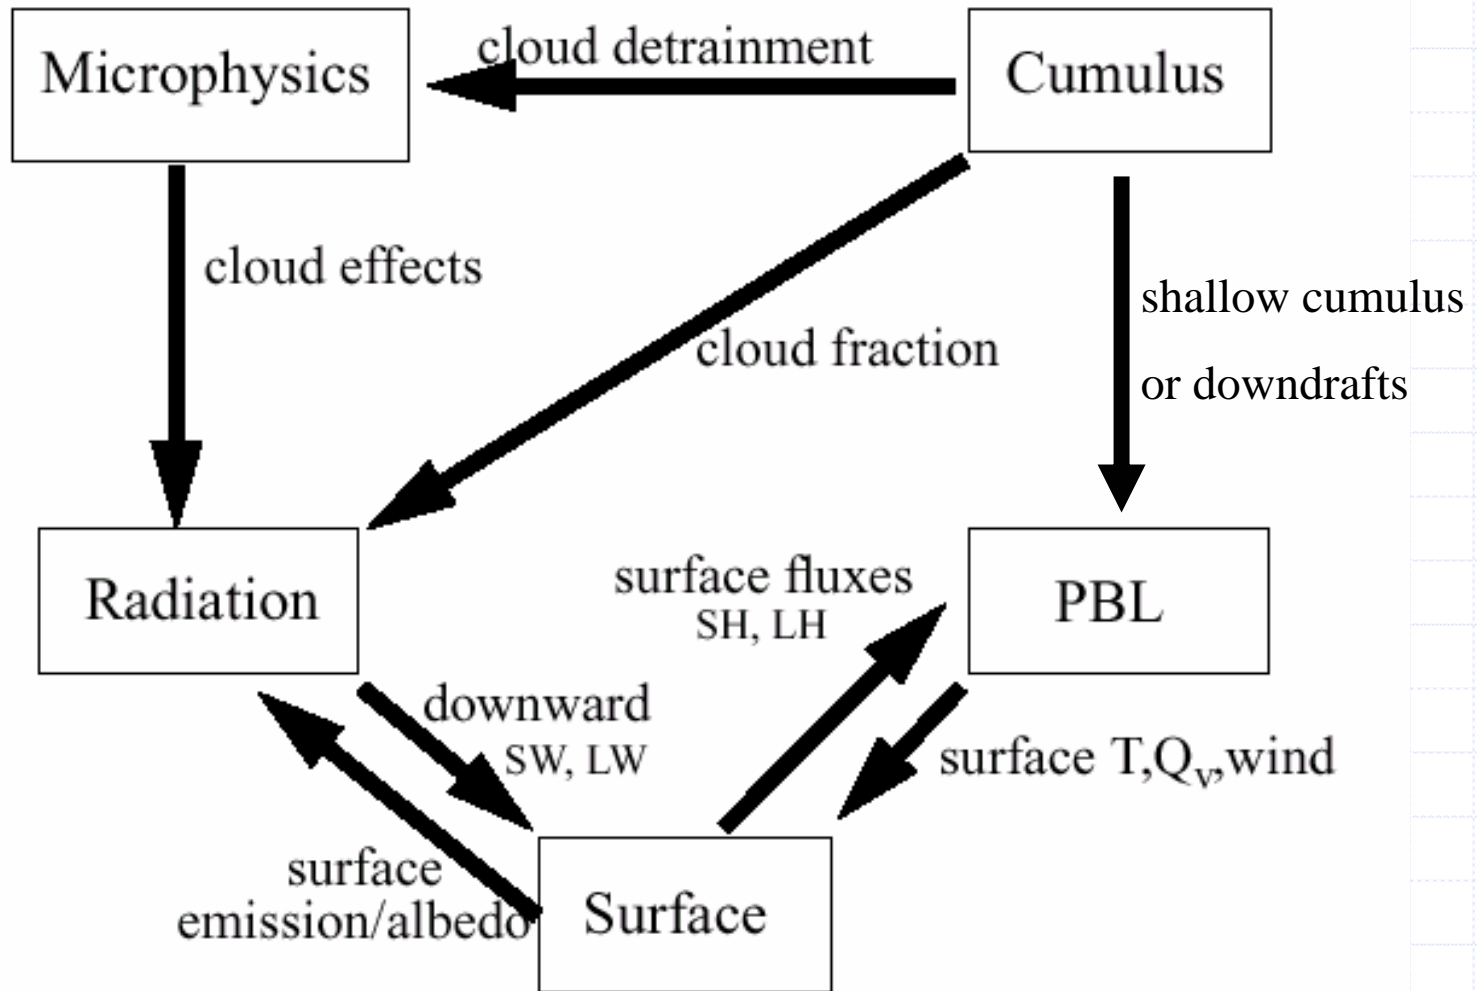 Microphysics
cloud detrainment
Cumulus
cloud effects
cloud fraction
shallow cumulus
or downdrafts
Radiation
surface fluxes
SH, LH
PBL
downward
SW, LW
surface T,Qv,wind
surface
emission/albedo
Surface